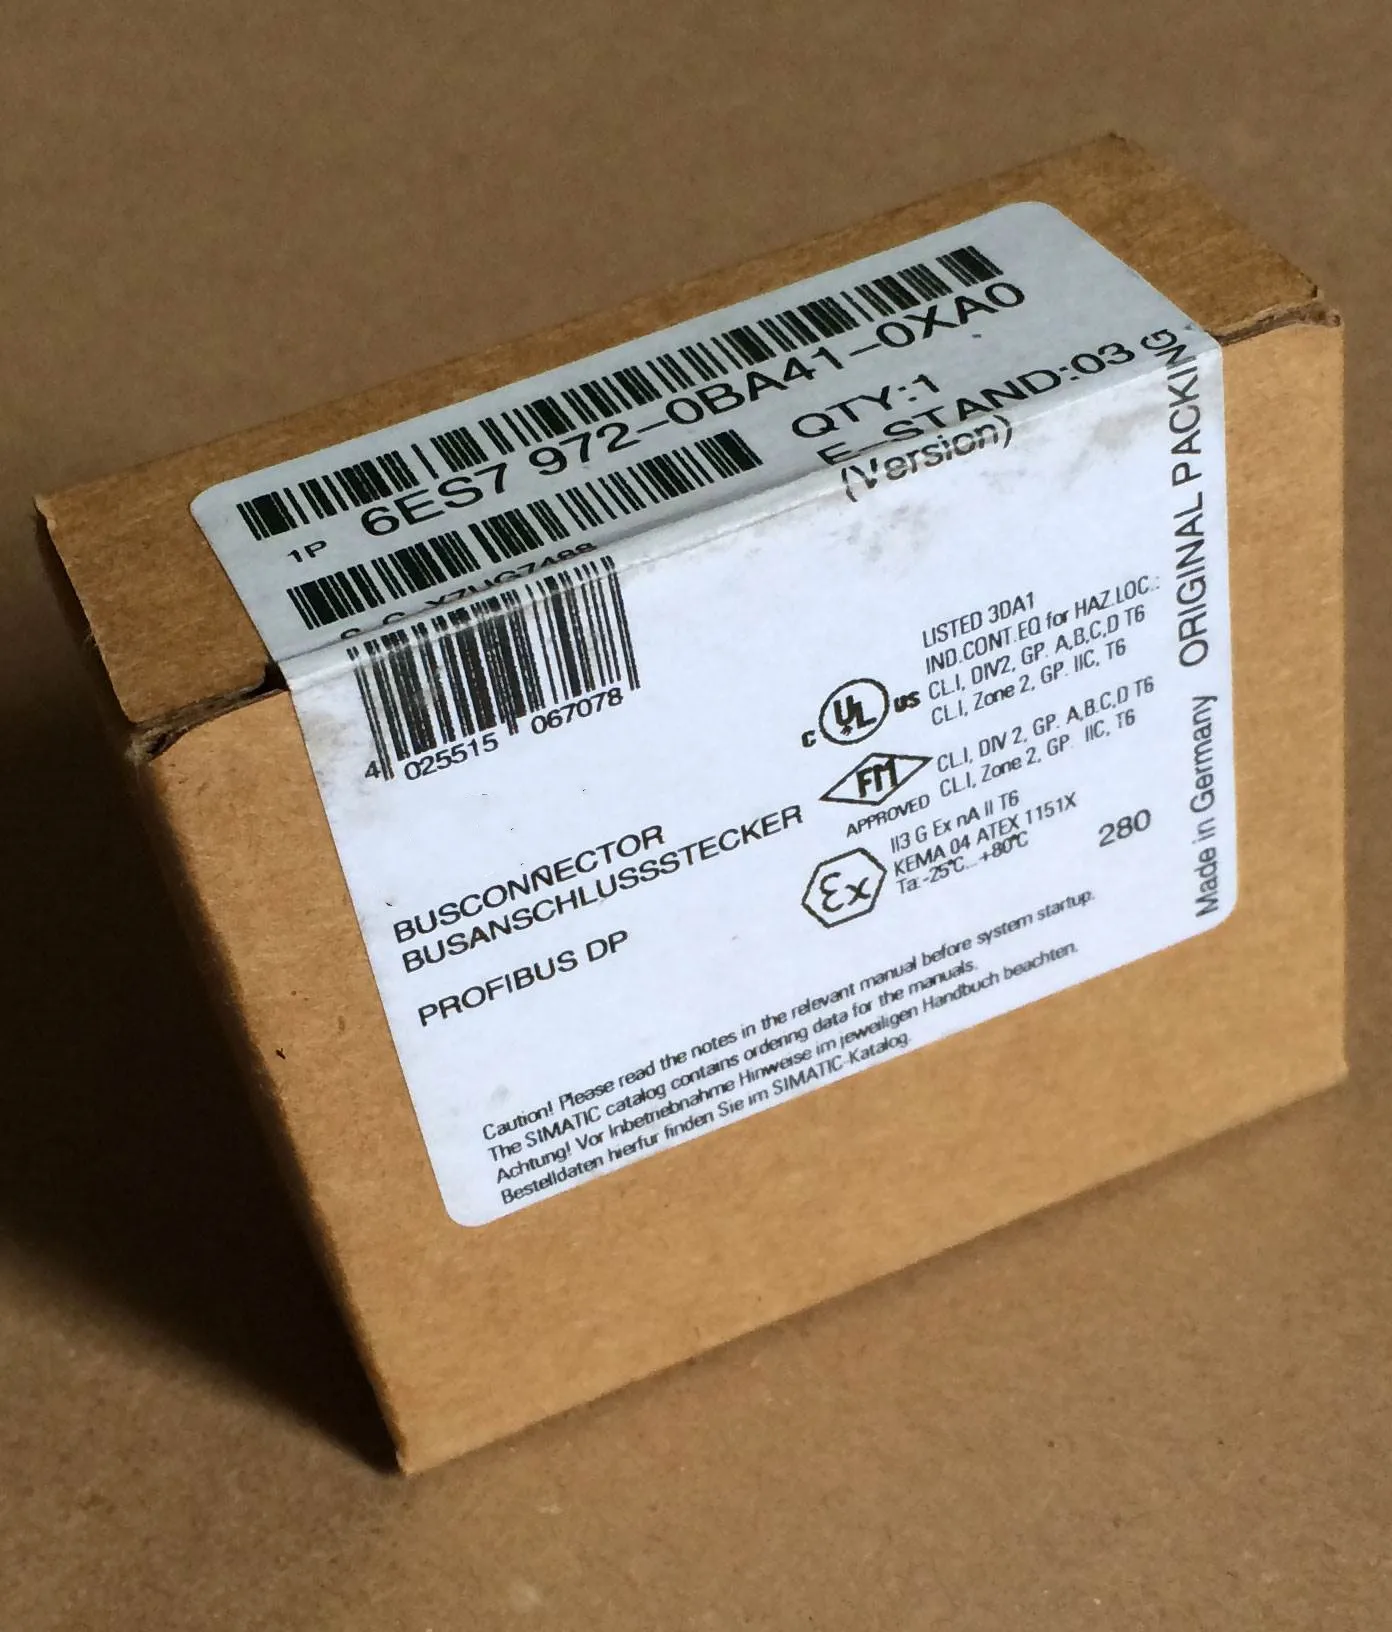 1P 6ES7 972-0BA41-0XA0
QTY:1
E-STAND:03
(Version)
4 025515 067078
BUSCONNECTOR
BUSANSCHLUSSSTECKER
PROFIBUS DP
LISTED 3DA1
IND.CONT.EQ for HAZ.LOC.:
CL.I, DIV2, GP. A,B,C,D T6
CL.I, Zone 2, GP. IIC, T6
C UL US
FM
APPROVED
CL.I, DIV 2, GP. A,B,C,D T6
CL.I, Zone 2, GP. IIC, T6
Ex
II3 G Ex nA II T6
KEMA 04 ATEX 1151X
Ta:-25°C...+80°C
280
Made in Germany ORIGINAL PACKING
Caution! Please read the notes in the relevant manual before system startup.
The SIMATIC catalog contains ordering data for the manuals.
Achtung! Vor Inbetriebnahme Hinweise im jeweiligen Handbuch beachten.
Bestelldaten hierfur finden Sie im SIMATIC-Katalog.